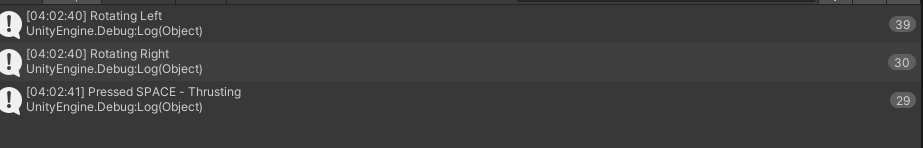 [04:02:40] Rotating Left
UnityEngine.Debug:Log(Object)
39
[04:02:40] Rotating Right
UnityEngine.Debug:Log(Object)
30
[04:02:41] Pressed SPACE - Thrusting
UnityEngine.Debug:Log(Object)
29